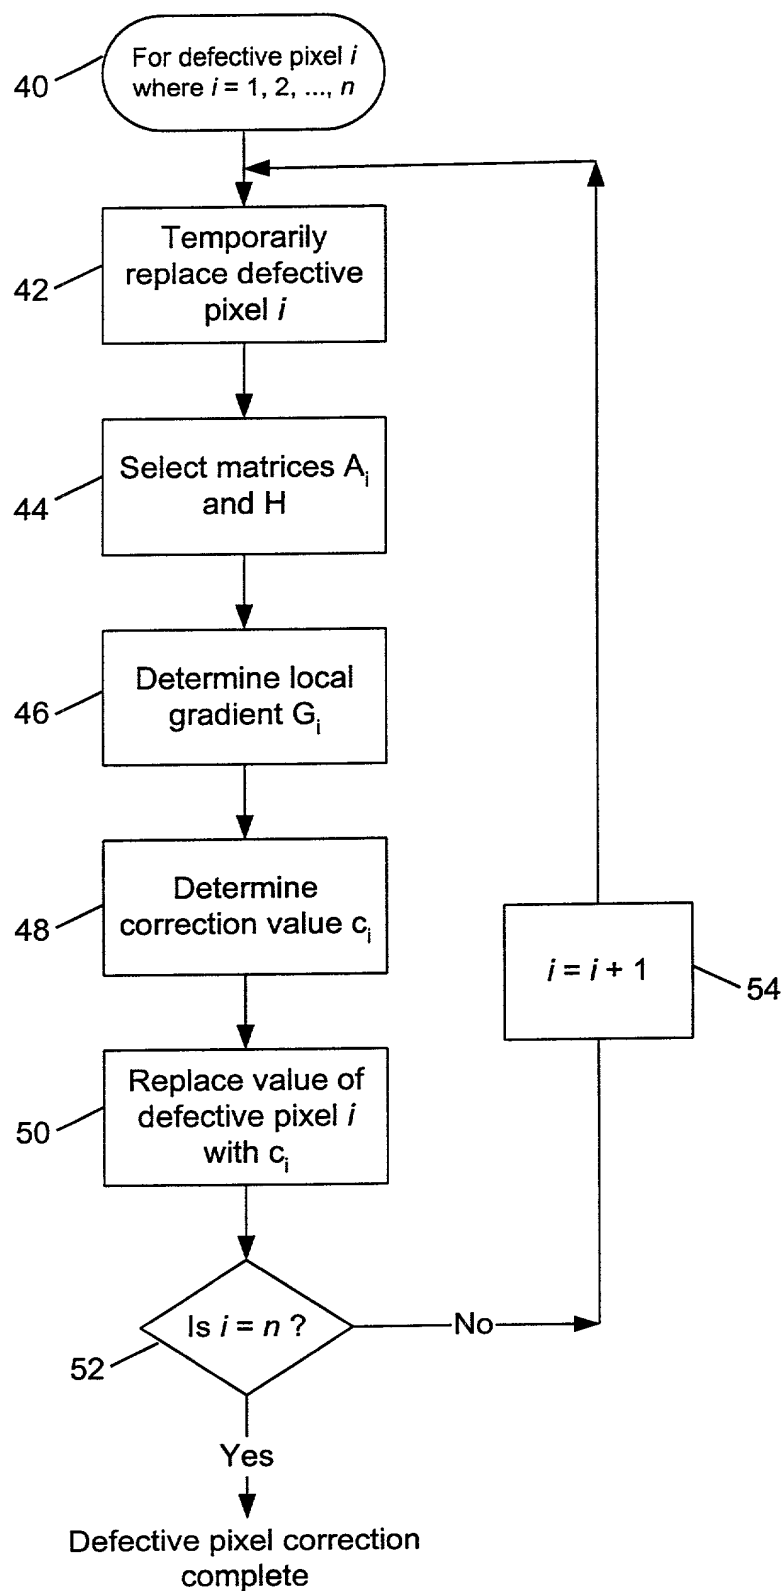 For defective pixel i
where i = 1, 2, ..., n
40
Temporarily
replace defective
pixel i
42
Select matrices Ai
and H
44
Determine local
gradient Gi
46
Determine
correction value ci
48
i = i + 1
54
Replace value of
defective pixel i
with ci
50
Is i = n ?
No
52
Yes
Defective pixel correction
complete